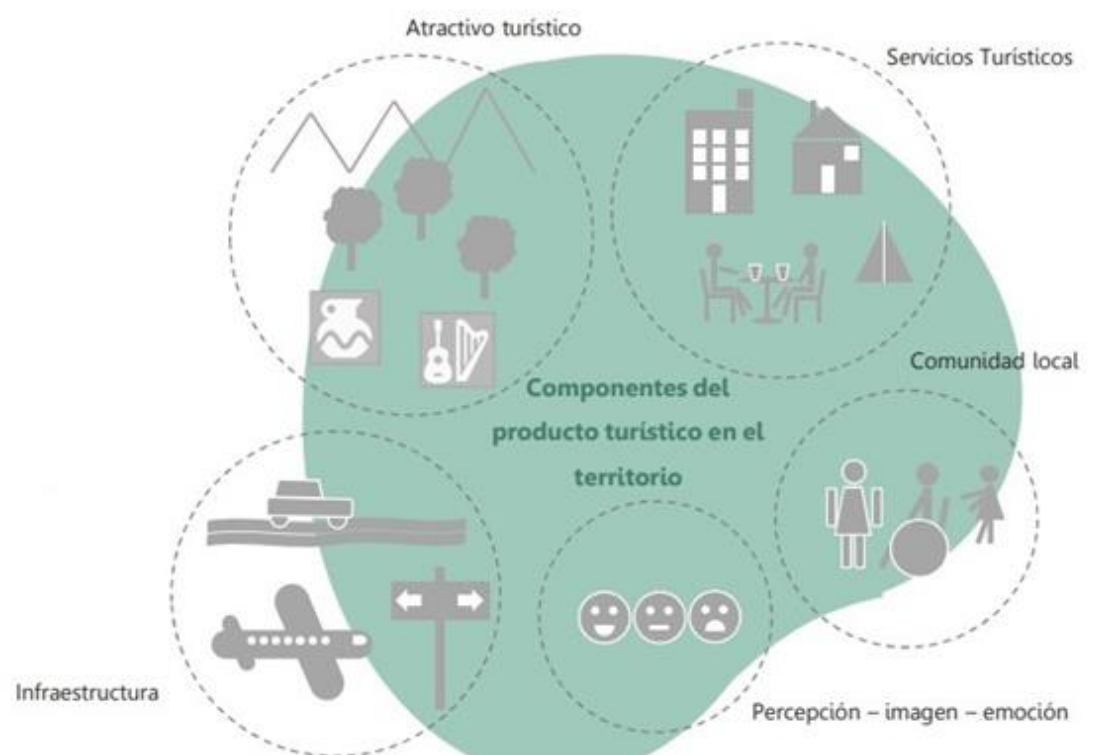 Atractivo turístico
Servicios Turísticos
Comunidad local
Componentes del
producto turístico en el
territorio
Infraestructura
Percepción – imagen – emoción